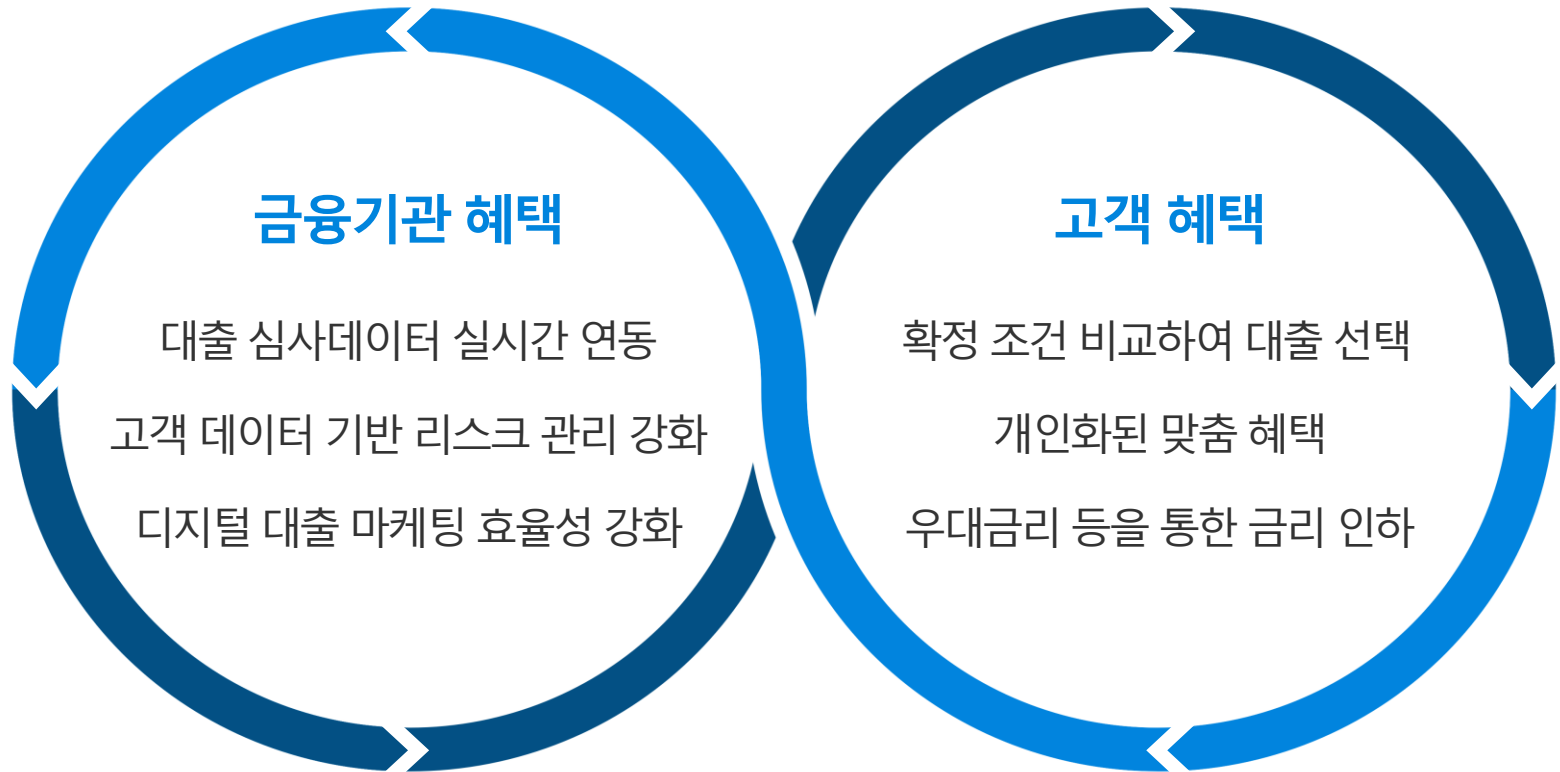 금융기관 혜택
대출 심사데이터 실시간 연동
고객 데이터 기반 리스크 관리 강화
디지털 대출 마케팅 효율성 강화
고객 혜택
확정 조건 비교하여 대출 선택
개인화된 맞춤 혜택
우대금리 등을 통한 금리 인하